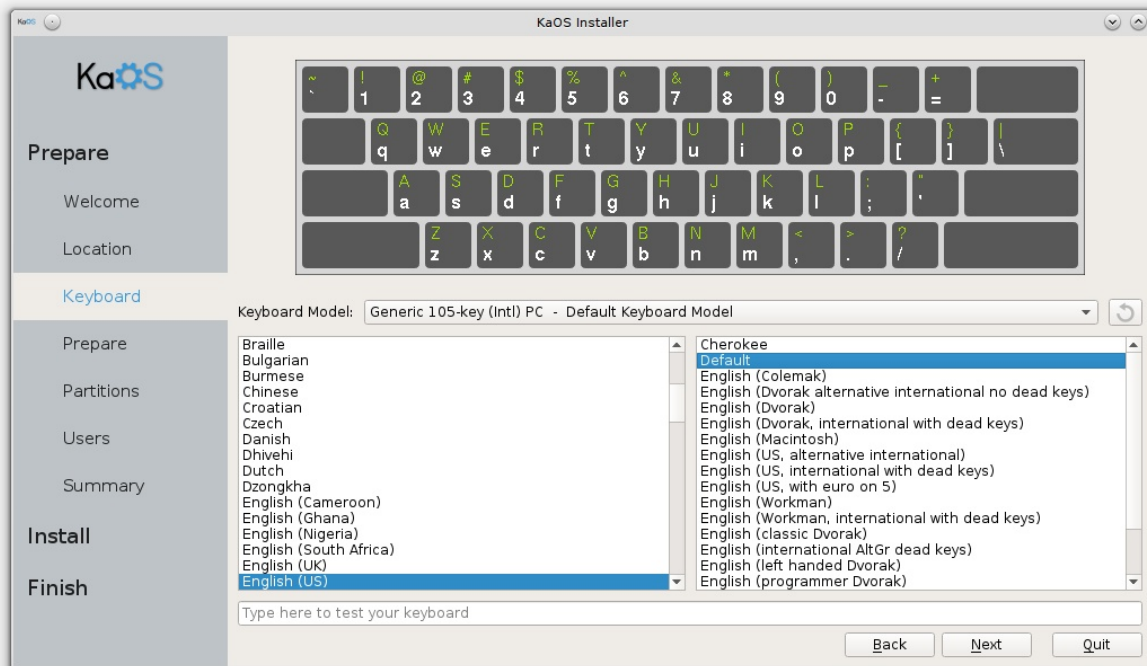 KaOS
KaOS Installer
KaOS
Prepare
Welcome
Location
Keyboard
Prepare
Partitions
Users
Summary
Install
Finish
~ ! @ # $ % ^ & * ( ) _ +
` 1 2 3 4 5 6 7 8 9 0 - =
Q W E R T Y U I O P { } |
q w e r t y u i o p [ ] \
A S D F G H J K L : "
a s d f g h j k l ; '
Z X C V B N M < > ?
z x c v b n m , . /
Keyboard Model: Generic 105-key (Intl) PC - Default Keyboard Model
Braille
Bulgarian
Burmese
Chinese
Croatian
Czech
Danish
Dhivehi
Dutch
Dzongkha
English (Cameroon)
English (Ghana)
English (Nigeria)
English (South Africa)
English (UK)
English (US)
Cherokee
Default
English (Colemak)
English (Dvorak alternative international no dead keys)
English (Dvorak)
English (Dvorak, international with dead keys)
English (Macintosh)
English (US, alternative international)
English (US, international with dead keys)
English (US, with euro on 5)
English (Workman)
English (Workman, international with dead keys)
English (classic Dvorak)
English (international AltGr dead keys)
English (left handed Dvorak)
English (programmer Dvorak)
Type here to test your keyboard
Back Next Quit